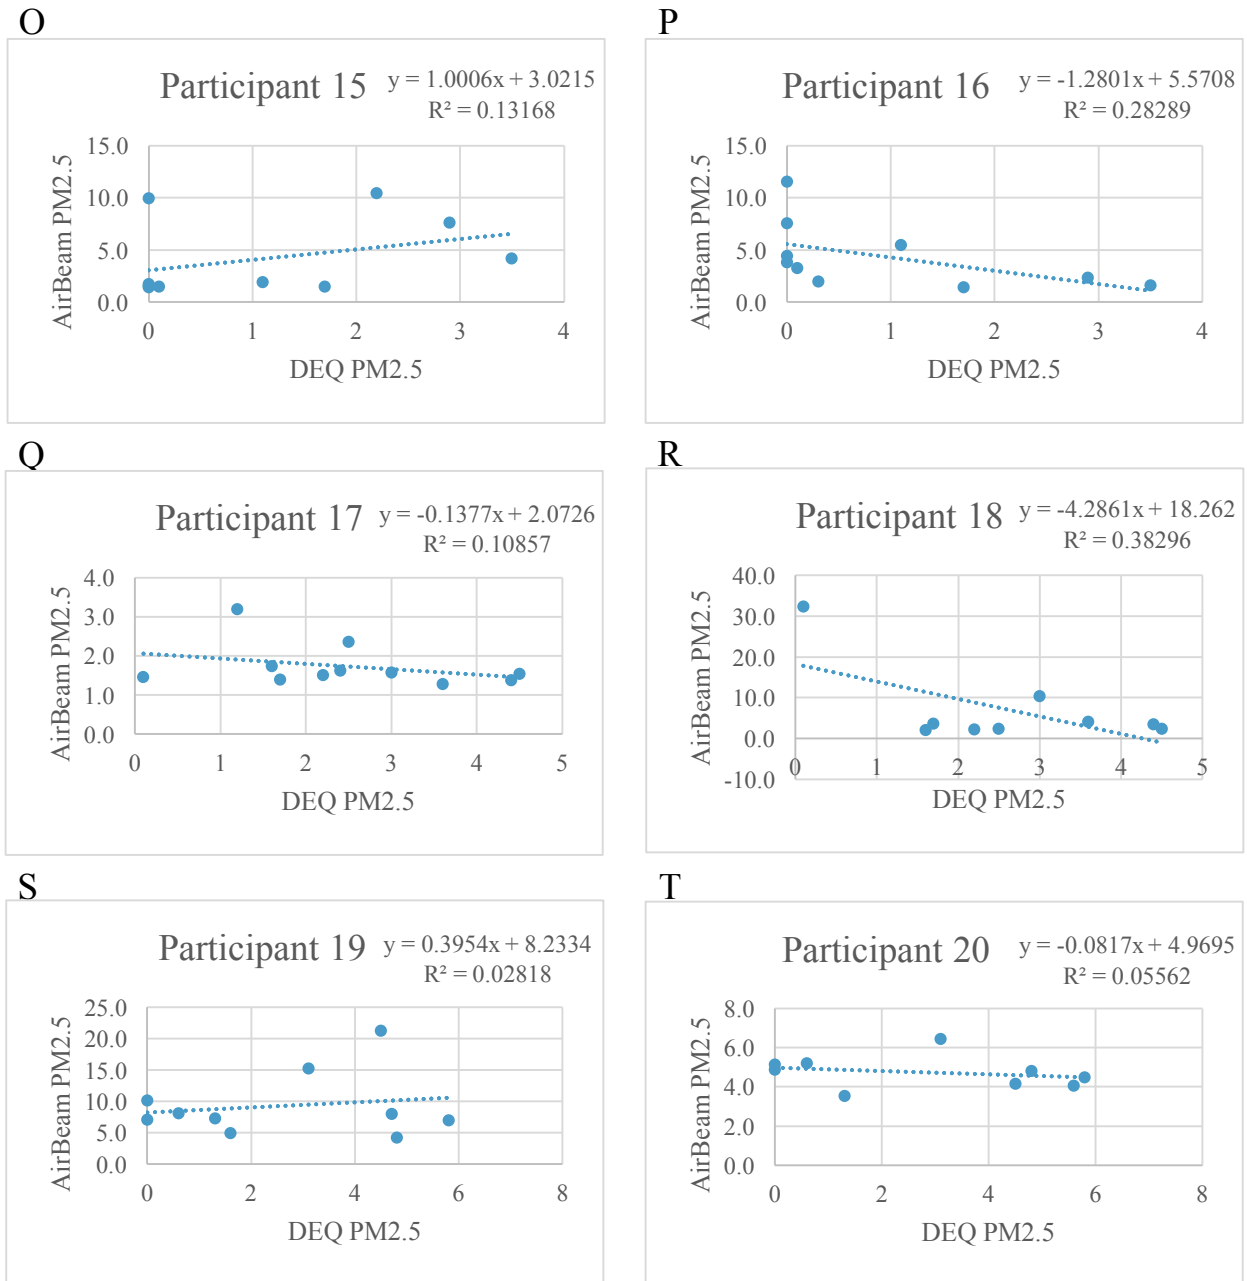 O
Participant 15 y = 1.0006x + 3.0215
R² = 0.13168
AirBeam PM2.5
15.0
10.0
5.0
0.0
0 1 2 3 4
DEQ PM2.5
P
Participant 16 y = -1.2801x + 5.5708
R² = 0.28289
AirBeam PM2.5
15.0
10.0
5.0
0.0
0 1 2 3 4
DEQ PM2.5
Q
Participant 17 y = -0.1377x + 2.0726
R² = 0.10857
AirBeam PM2.5
4.0
3.0
2.0
1.0
0.0
0 1 2 3 4 5
DEQ PM2.5
R
Participant 18 y = -4.2861x + 18.262
R² = 0.38296
AirBeam PM2.5
40.0
30.0
20.0
10.0
0.0
-10.0
0 1 2 3 4 5
DEQ PM2.5
S
Participant 19 y = 0.3954x + 8.2334
R² = 0.02818
AirBeam PM2.5
25.0
20.0
15.0
10.0
5.0
0.0
0 2 4 6 8
DEQ PM2.5
T
Participant 20 y = -0.0817x + 4.9695
R² = 0.05562
AirBeam PM2.5
8.0
6.0
4.0
2.0
0.0
0 2 4 6 8
DEQ PM2.5